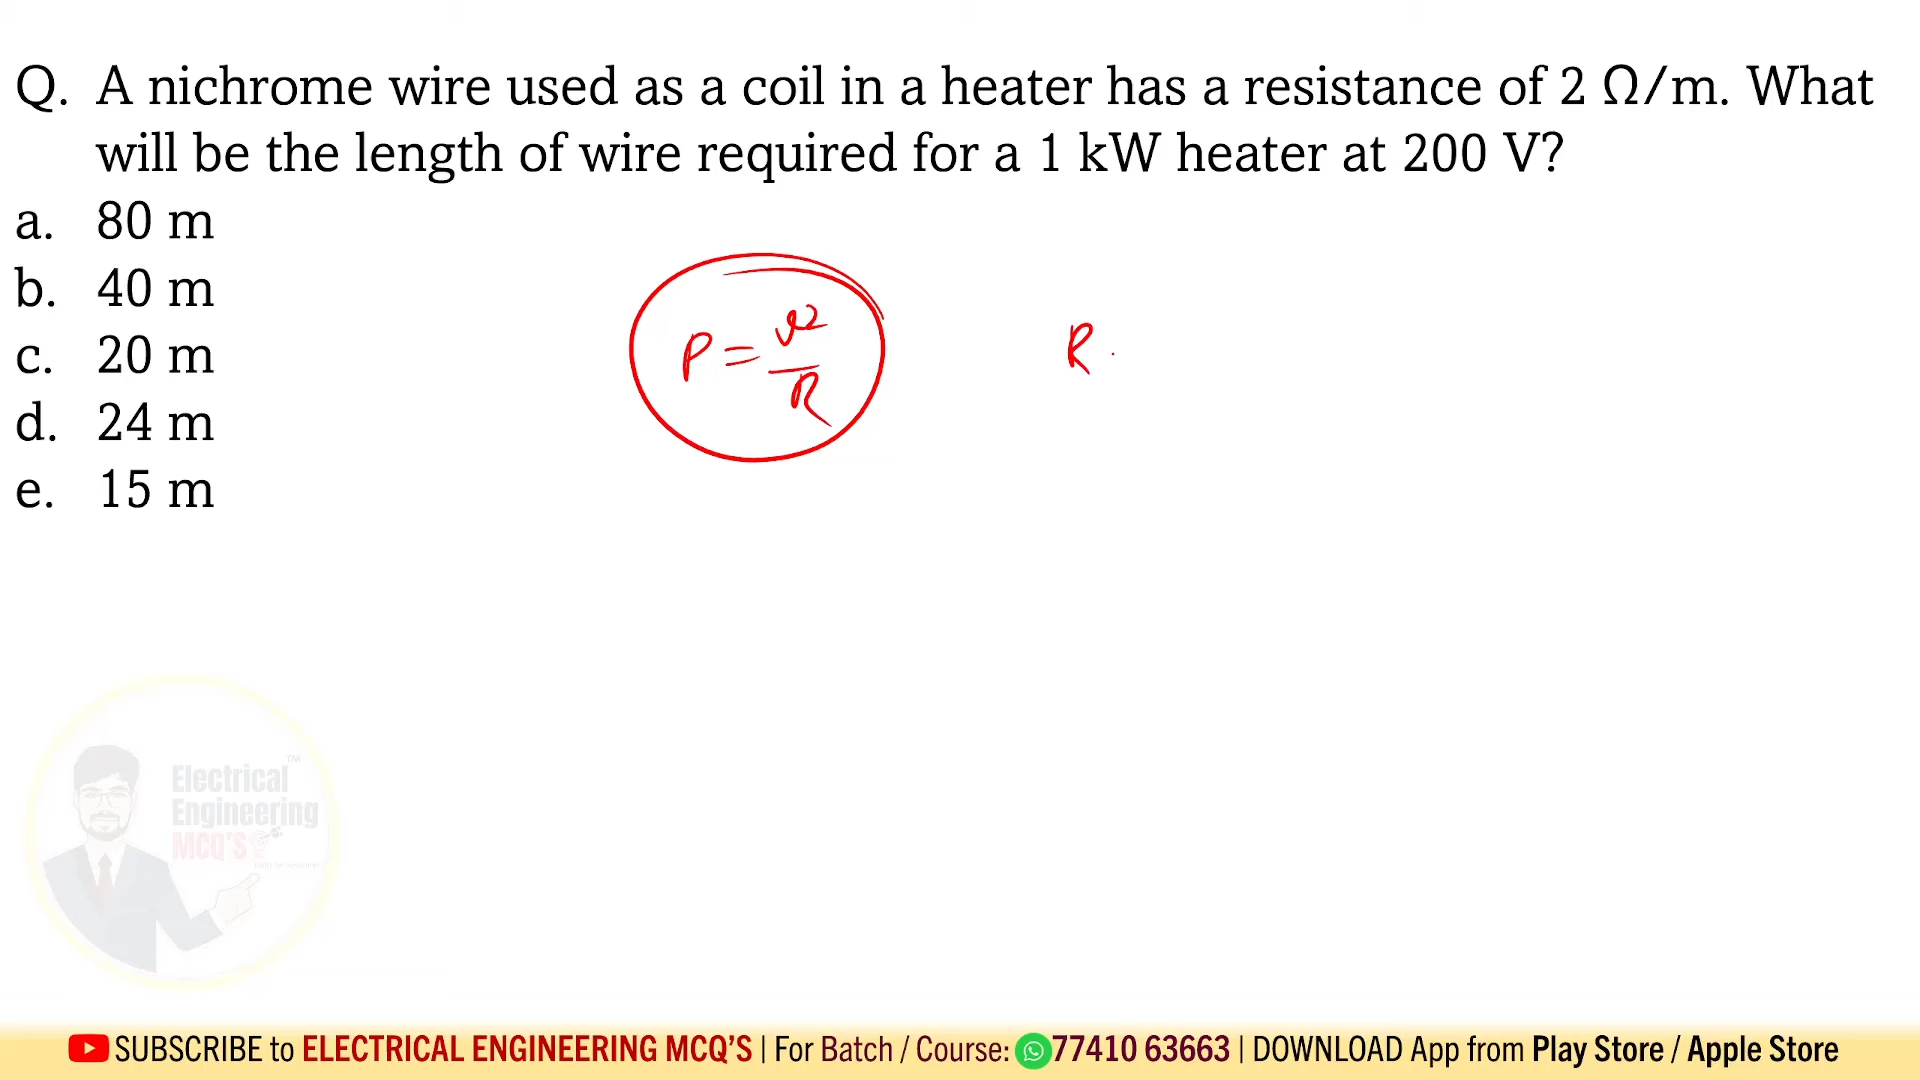 Q. A nichrome wire used as a coil in a heater has a resistance of 2 Ω/m. What
will be the length of wire required for a 1 kW heater at 200 V?
a. 80 m
b. 40 m
c. 20 m
d. 24 m
e. 15 m
P = V²/R
R
Electrical TM
Engineering
MCQ'S
SUBSCRIBE to ELECTRICAL ENGINEERING MCQ'S | For Batch / Course: 77410 63663 | DOWNLOAD App from Play Store / Apple Store